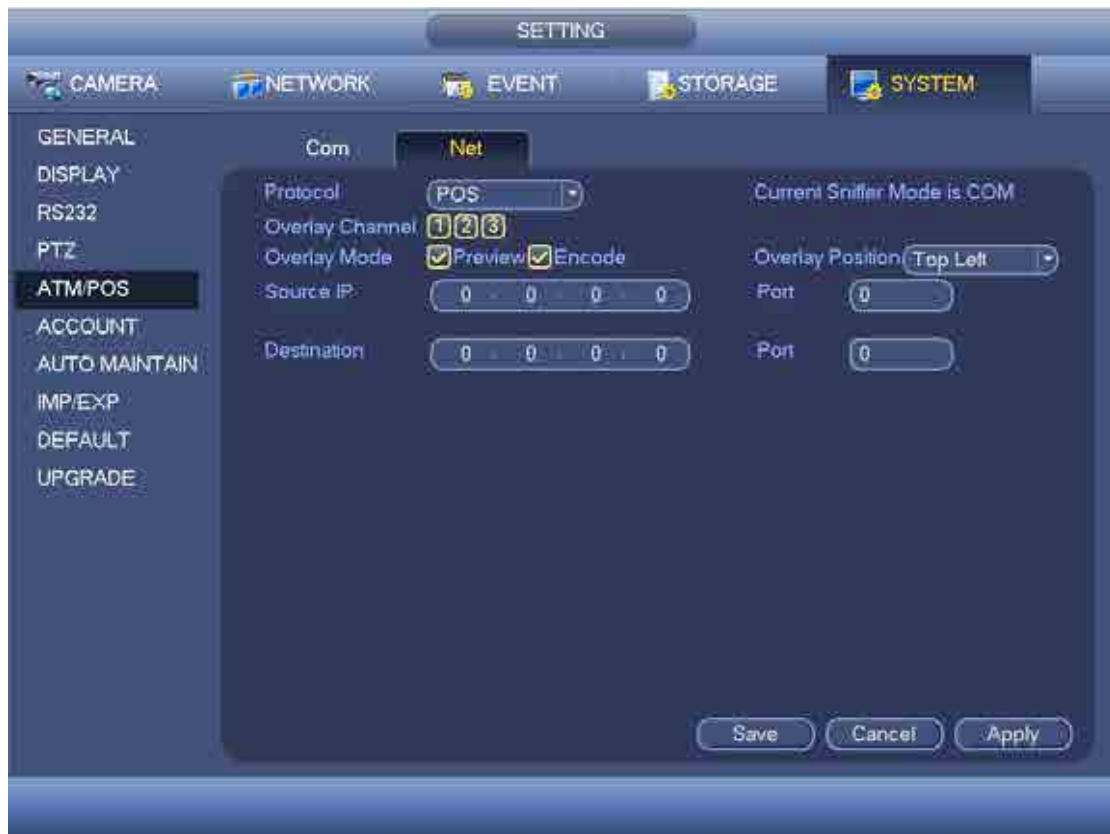 SETTING
CAMERA NETWORK EVENT STORAGE SYSTEM
GENERAL
DISPLAY
RS232
PTZ
ATM/POS
ACCOUNT
AUTO MAINTAIN
IMP/EXP
DEFAULT
UPGRADE
Com Net
Protocol POS Current Sniffer Mode is COM
Overlay Channel 1 2 3
Overlay Mode Preview Encode Overlay Position Top Left
Source IP 0 . 0 . 0 . 0 Port 0
Destination 0 . 0 . 0 . 0 Port 0
Save Cancel Apply